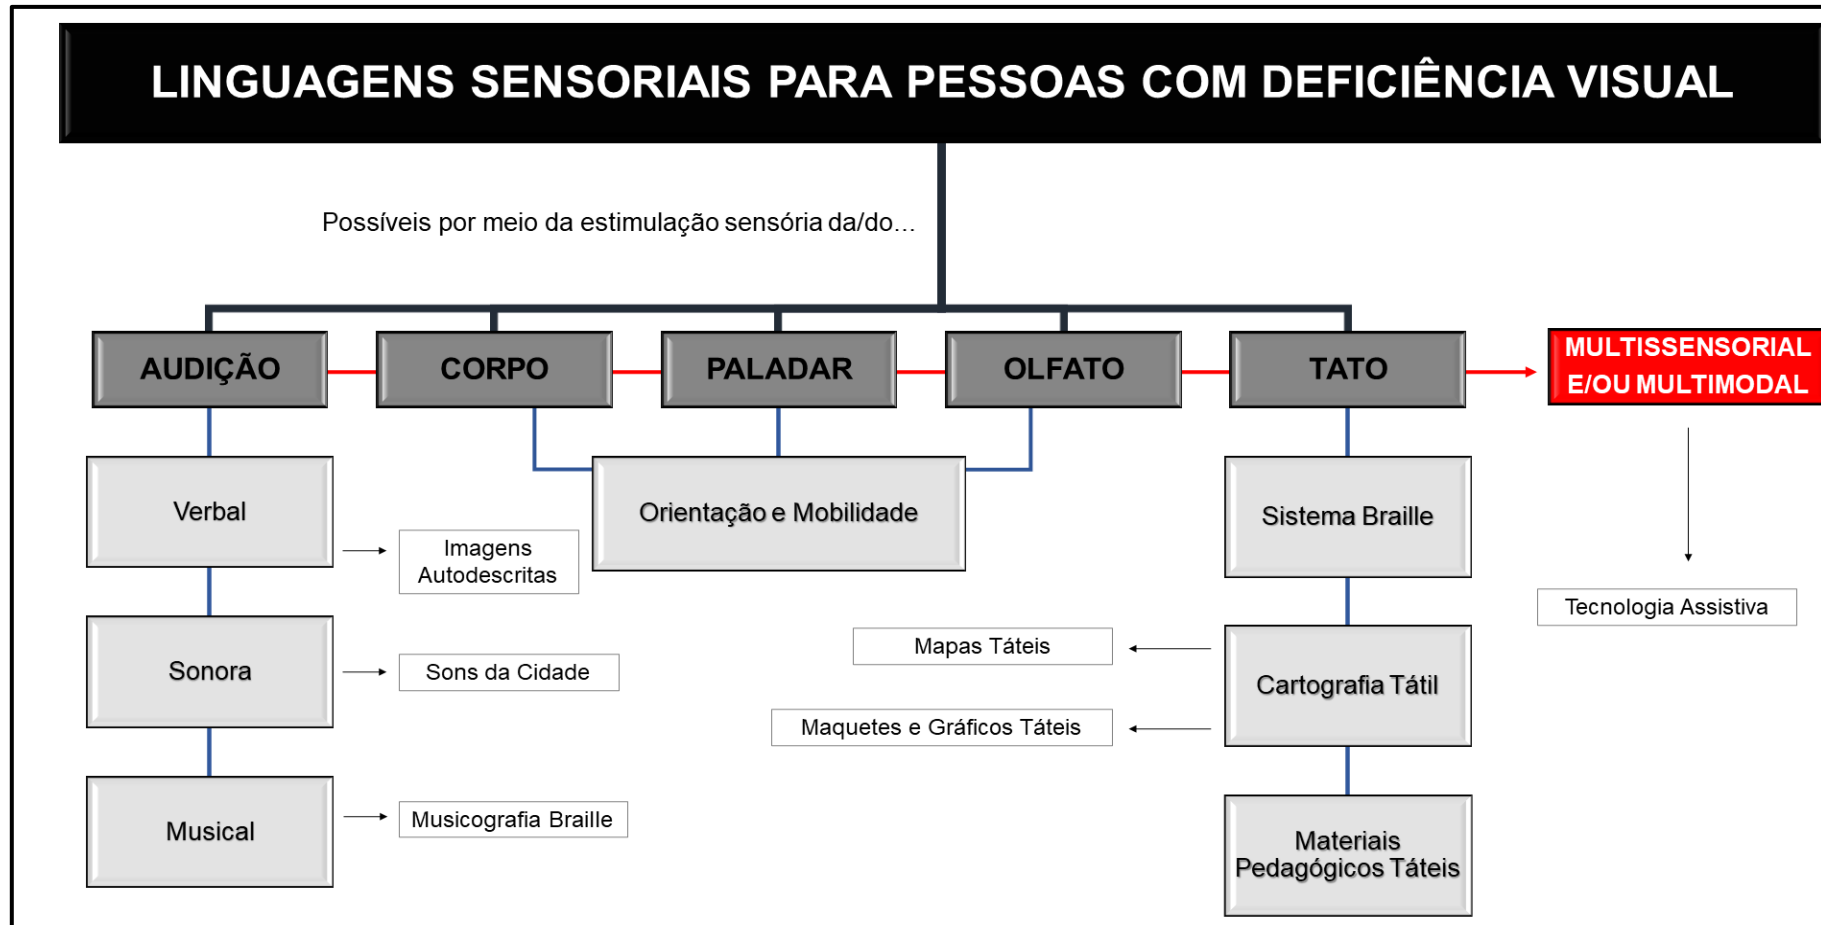 LINGUAGENS SENSORIAIS PARA PESSOAS COM DEFICIÊNCIA VISUAL
Possíveis por meio da estimulação sensória da/do...
AUDIÇÃO
CORPO
PALADAR
OLFATO
TATO
MULTISSENSORIAL
E/OU MULTIMODAL
Verbal
Imagens
Autodescritas
Sonora
Sons da Cidade
Musical
Musicografia Braille
Orientação e Mobilidade
Sistema Braille
Cartografia Tátil
Mapas Táteis
Maquetes e Gráficos Táteis
Materiais
Pedagógicos Táteis
Tecnologia Assistiva